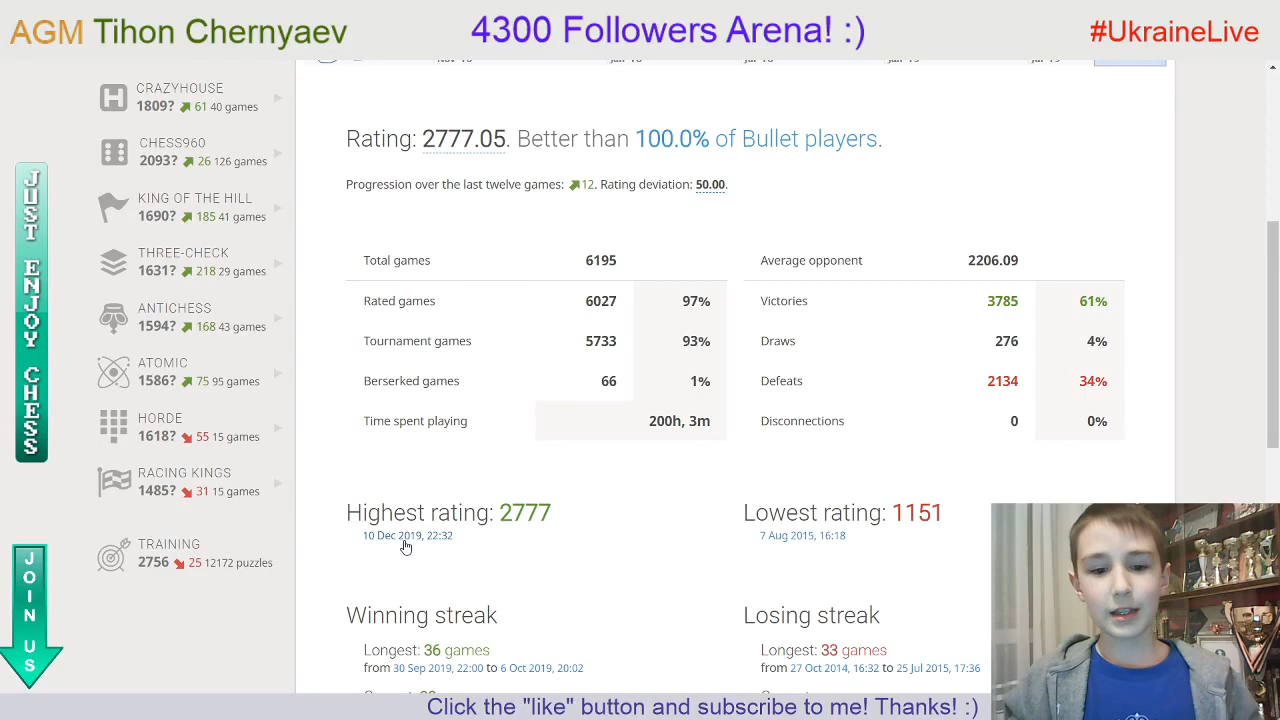 AGM Tihon Chernyaev
4300 Followers Arena! :)
#UkraineLive
JUST ENJOY CHESS
JOIN US
CRAZYHOUSE
1809? 61 40 games
CHESS960
2093? 26 126 games
KING OF THE HILL
1690? 185 41 games
THREE-CHECK
1631? 218 29 games
ANTICHESS
1594? 168 43 games
ATOMIC
1586? 75 95 games
HORDE
1618? 55 15 games
RACING KINGS
1485? 31 15 games
TRAINING
2756 25 12172 puzzles
Rating: 2777.05. Better than 100.0% of Bullet players.
Progression over the last twelve games: 12. Rating deviation: 50.00.
Total games 6195
Rated games 6027 97%
Tournament games 5733 93%
Berserked games 66 1%
Time spent playing 200h, 3m
Average opponent 2206.09
Victories 3785 61%
Draws 276 4%
Defeats 2134 34%
Disconnections 0 0%
Highest rating: 2777
10 Dec 2019, 22:32
Lowest rating: 1151
7 Aug 2015, 16:18
Winning streak
Longest: 36 games
from 30 Sep 2019, 22:00 to 6 Oct 2019, 20:02
Losing streak
Longest: 33 games
from 27 Oct 2014, 16:32 to 25 Jul 2015, 17:36
Click the "like" button and subscribe to me! Thanks! :)